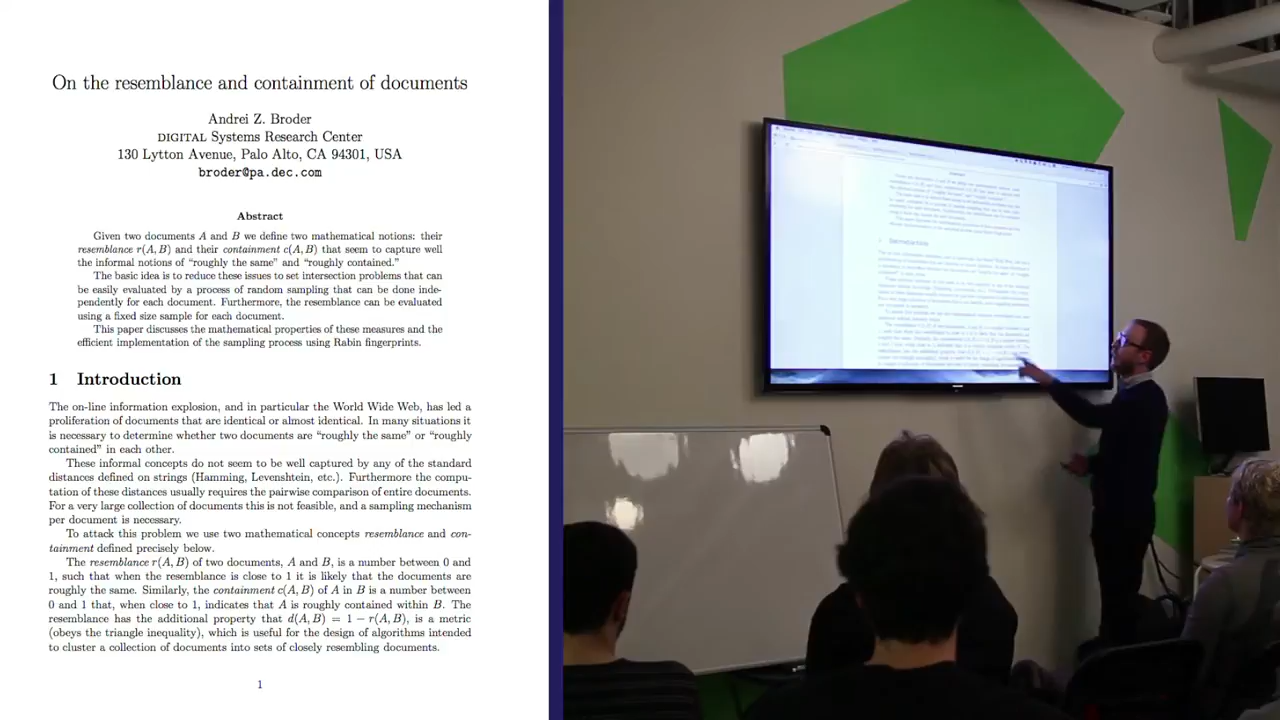 On the resemblance and containment of documents
Andrei Z. Broder
DIGITAL Systems Research Center
130 Lytton Avenue, Palo Alto, CA 94301, USA
broder@pa.dec.com
Abstract
Given two documents A and B we define two mathematical notions: their
resemblance r(A, B) and their containment c(A, B) that seem to capture well
the informal notions of “roughly the same” and “roughly contained.”
The basic idea is to reduce these issues to set intersection problems that can
be easily evaluated by a process of random sampling that can be done inde-
pendently for each document. Furthermore, the resemblance can be evaluated
using a fixed size sample for each document.
This paper discusses the mathematical properties of these measures and the
efficient implementation of the sampling process using Rabin fingerprints.
1 Introduction
The on-line information explosion, and in particular the World Wide Web, has led a
proliferation of documents that are identical or almost identical. In many situations it
is necessary to determine whether two documents are “roughly the same” or “roughly
contained” in each other.
These informal concepts do not seem to be well captured by any of the standard
distances defined on strings (Hamming, Levenshtein, etc.). Furthermore the compu-
tation of these distances usually requires the pairwise comparison of entire documents.
For a very large collection of documents this is not feasible, and a sampling mechanism
per document is necessary.
To attack this problem we use two mathematical concepts resemblance and con-
tainment defined precisely below.
The resemblance r(A, B) of two documents, A and B, is a number between 0 and
1, such that when the resemblance is close to 1 it is likely that the documents are
roughly the same. Similarly, the containment c(A, B) of A in B is a number between
0 and 1 that, when close to 1, indicates that A is roughly contained within B. The
resemblance has the additional property that d(A, B) = 1 − r(A, B), is a metric
(obeys the triangle inequality), which is useful for the design of algorithms intended
to cluster a collection of documents into sets of closely resembling documents.
1